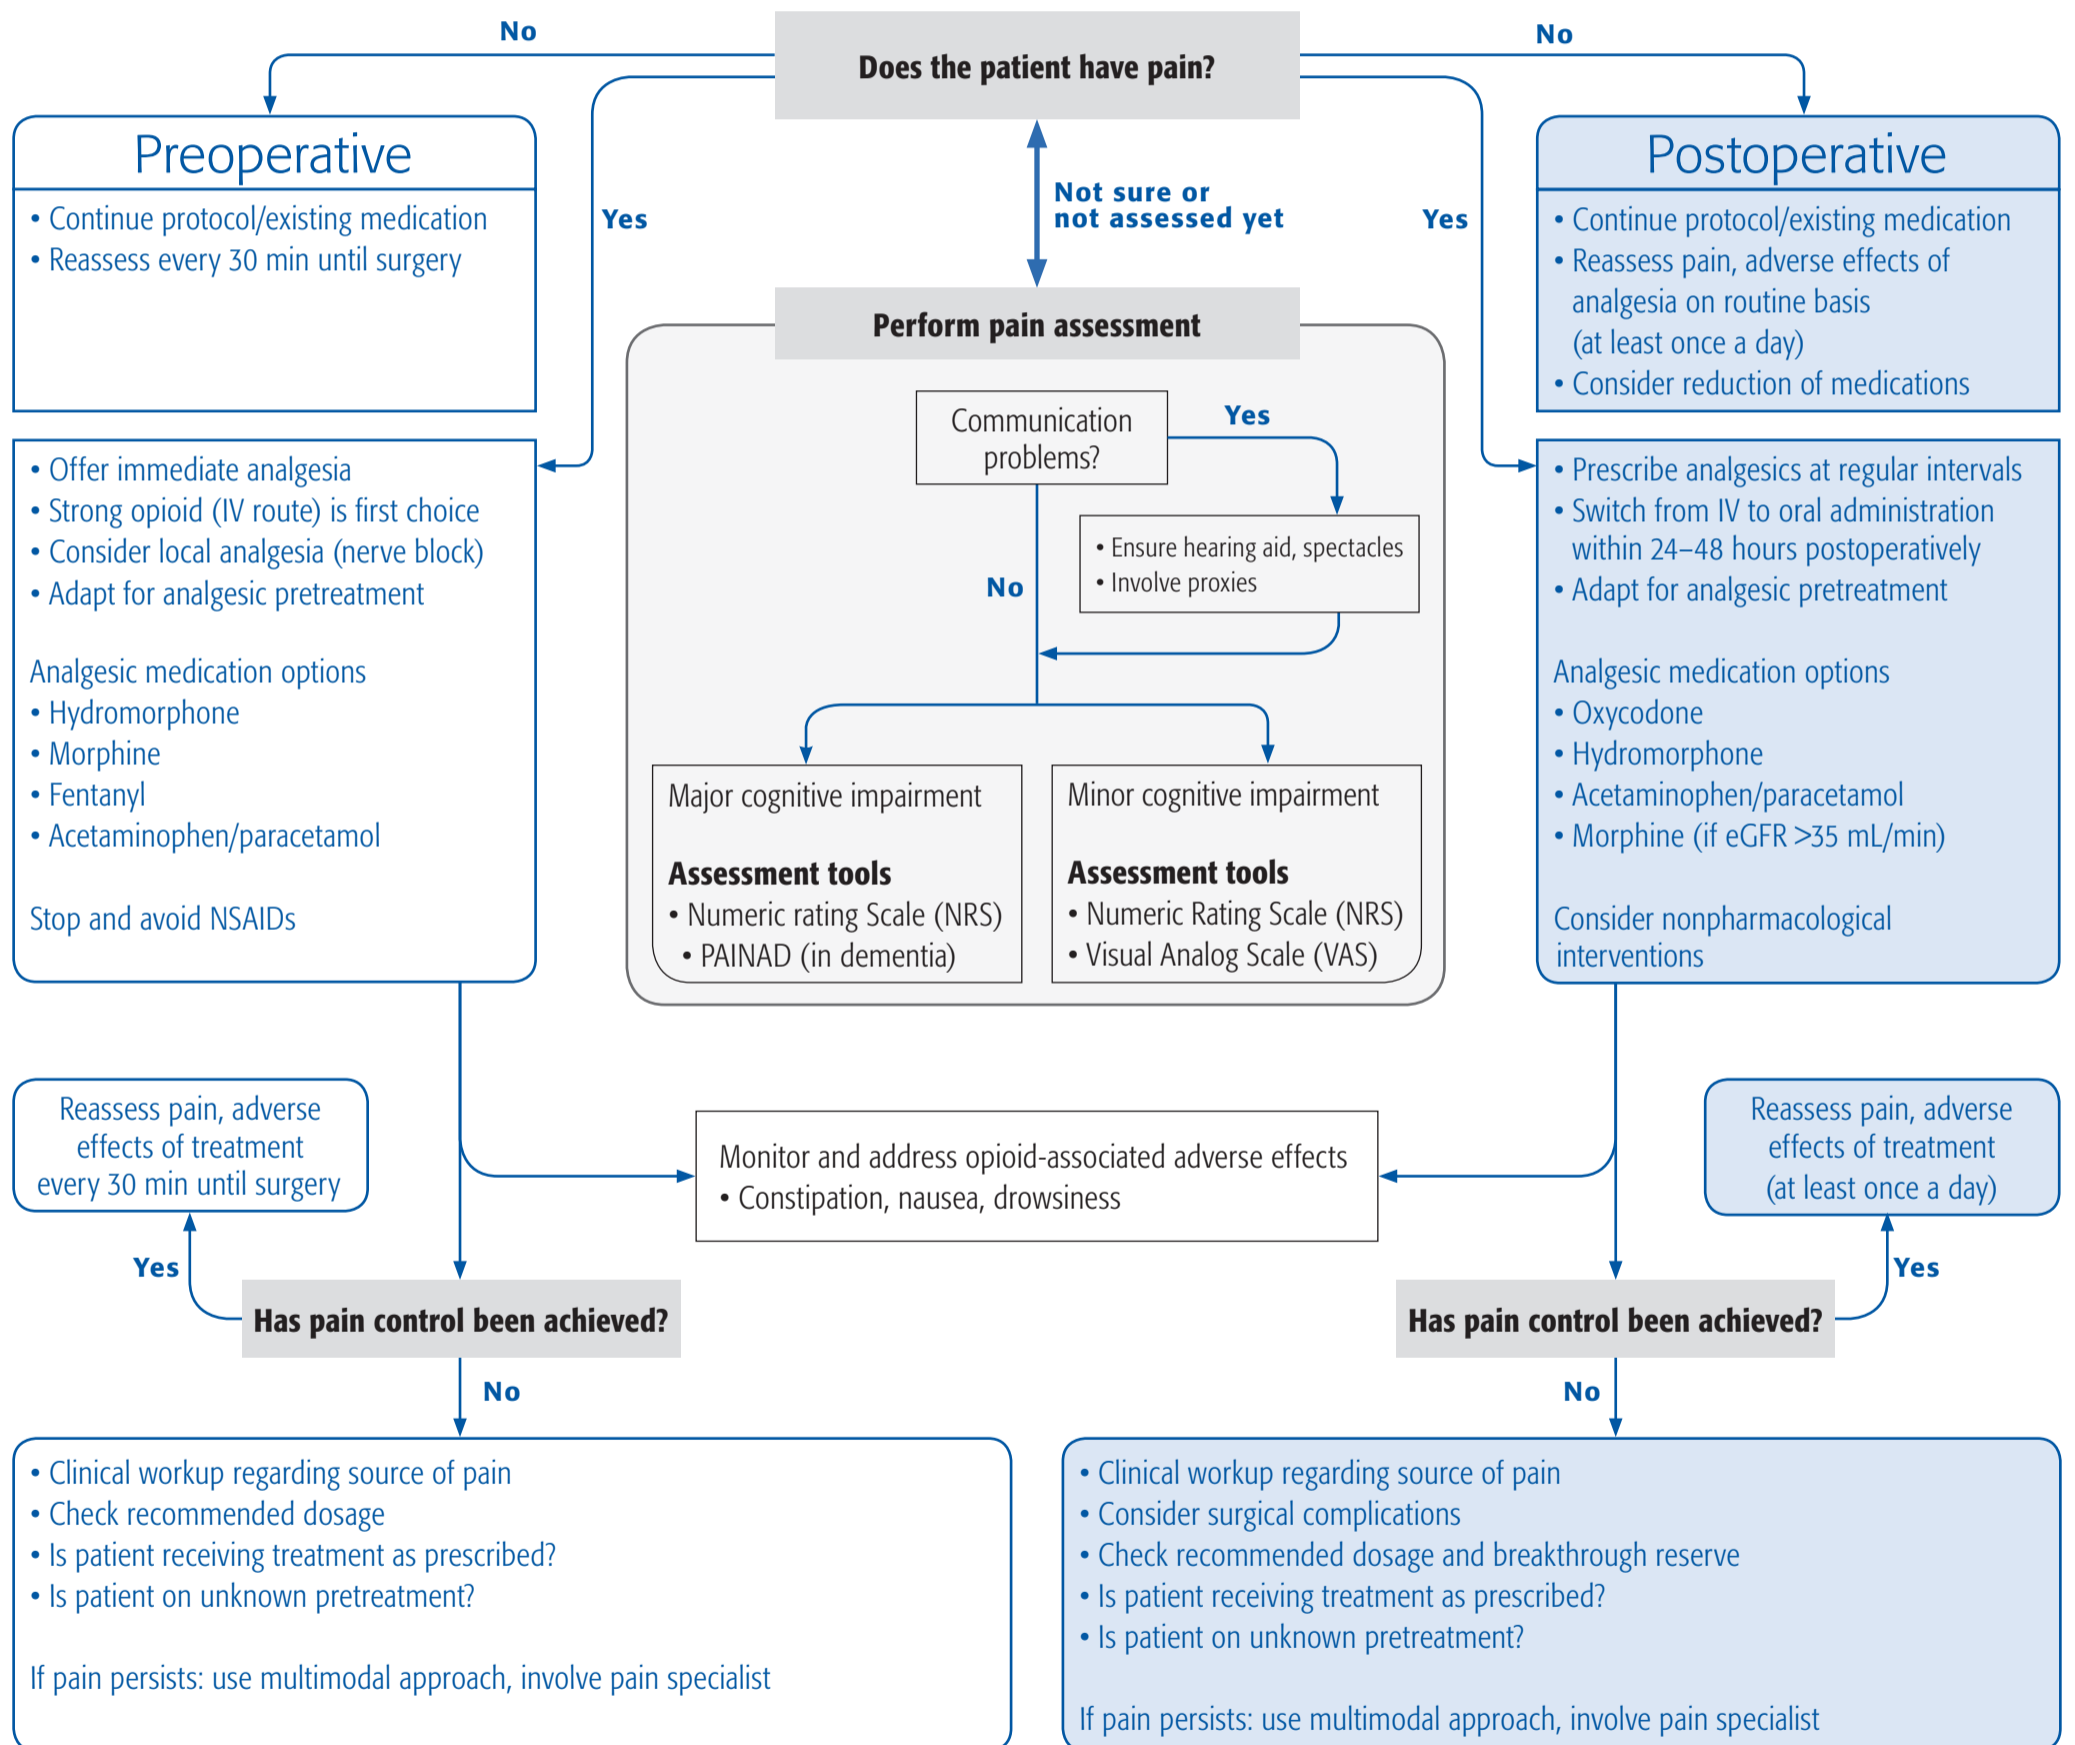 Does the patient have pain?
No
No
Yes
Yes
Not sure or
not assessed yet
Preoperative
• Continue protocol/existing medication
• Reassess every 30 min until surgery
• Offer immediate analgesia
• Strong opioid (IV route) is first choice
• Consider local analgesia (nerve block)
• Adapt for analgesic pretreatment
Analgesic medication options
• Hydromorphone
• Morphine
• Fentanyl
• Acetaminophen/paracetamol
Stop and avoid NSAIDs
Perform pain assessment
Communication
problems?
Yes
• Ensure hearing aid, spectacles
• Involve proxies
No
Major cognitive impairment
Assessment tools
• Numeric rating Scale (NRS)
• PAINAD (in dementia)
Minor cognitive impairment
Assessment tools
• Numeric Rating Scale (NRS)
• Visual Analog Scale (VAS)
Postoperative
• Continue protocol/existing medication
• Reassess pain, adverse effects of
analgesia on routine basis
(at least once a day)
• Consider reduction of medications
• Prescribe analgesics at regular intervals
• Switch from IV to oral administration
within 24–48 hours postoperatively
• Adapt for analgesic pretreatment
Analgesic medication options
• Oxycodone
• Hydromorphone
• Acetaminophen/paracetamol
• Morphine (if eGFR >35 mL/min)
Consider nonpharmacological
interventions
Reassess pain, adverse
effects of treatment
every 30 min until surgery
Monitor and address opioid-associated adverse effects
• Constipation, nausea, drowsiness
Reassess pain, adverse
effects of treatment
(at least once a day)
Yes
Has pain control been achieved?
No
Yes
Has pain control been achieved?
No
• Clinical workup regarding source of pain
• Check recommended dosage
• Is patient receiving treatment as prescribed?
• Is patient on unknown pretreatment?
If pain persists: use multimodal approach, involve pain specialist
• Clinical workup regarding source of pain
• Consider surgical complications
• Check recommended dosage and breakthrough reserve
• Is patient receiving treatment as prescribed?
• Is patient on unknown pretreatment?
If pain persists: use multimodal approach, involve pain specialist